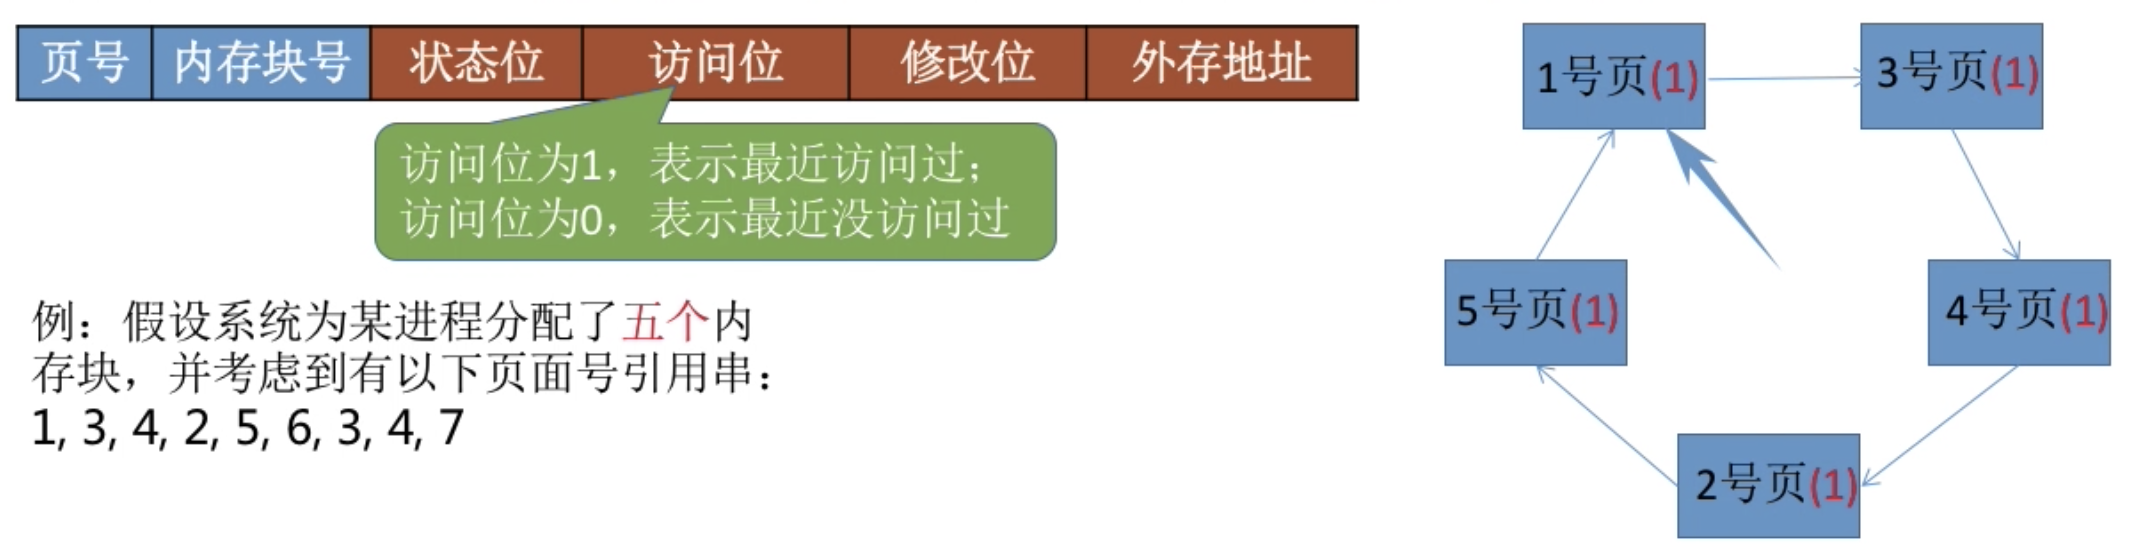 页号 内存块号 状态位 访问位 修改位 外存地址
访问位为1，表示最近访问过；
访问位为0，表示最近没访问过
例：假设系统为某进程分配了五个内
存块，并考虑到有以下页面号引用串：
1, 3, 4, 2, 5, 6, 3, 4, 7
1号页(1)
3号页(1)
5号页(1)
4号页(1)
2号页(1)